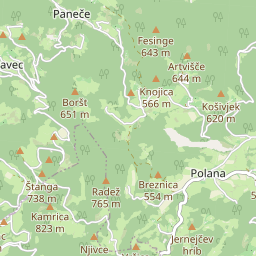 Paneče
Fesinge
643 m
Artvišče
644 m
avec
Knojica
566 m
Boršt
651 m
Košivjek
620 m
Polana
Štanga
738 m
Radež
765 m
Breznica
554 m
Kamrica
823 m
Njivce
Jernejčev
hrib